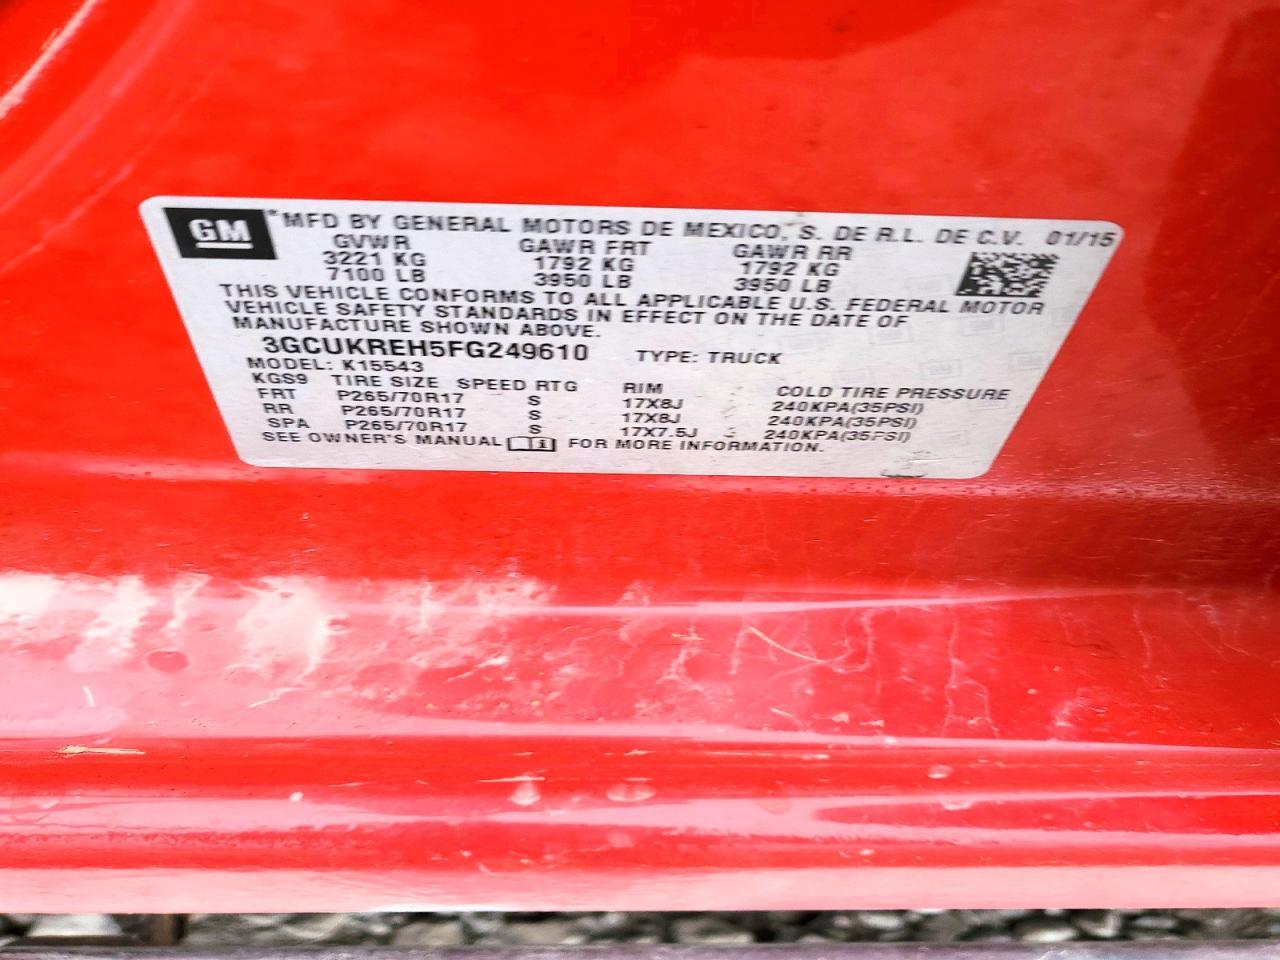 GM *MFD BY GENERAL MOTORS DE MEXICO, S. DE R.L. DE C.V. 01/15
GVWR GAWR FRT GAWR RR
3221 KG 1792 KG 1792 KG
7100 LB 3950 LB 3950 LB
THIS VEHICLE CONFORMS TO ALL APPLICABLE U.S. FEDERAL MOTOR
VEHICLE SAFETY STANDARDS IN EFFECT ON THE DATE OF
MANUFACTURE SHOWN ABOVE.
3GCUKREH5FG249610 TYPE: TRUCK
MODEL: K15543
KGS9 TIRE SIZE SPEED RTG RIM COLD TIRE PRESSURE
FRT P265/70R17 S 17X8J 240KPA(35PSI)
RR P265/70R17 S 17X8J 240KPA(35PSI)
SPA P265/70R17 S 17X7.5J 240KPA(35PSI)
SEE OWNER'S MANUAL FOR MORE INFORMATION.